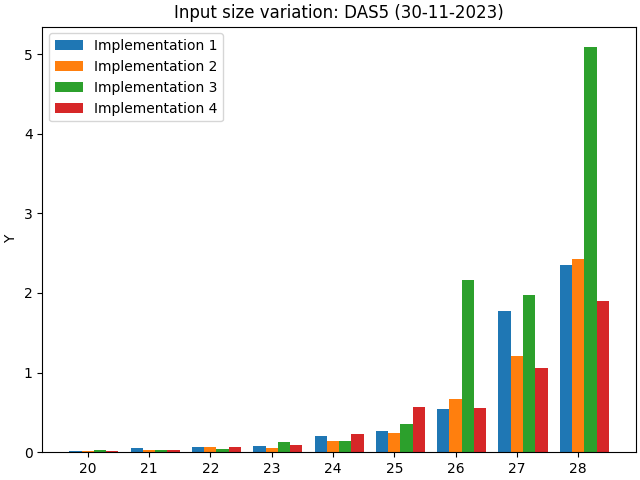 Input size variation: DAS5 (30-11-2023)
Implementation 1
Implementation 2
Implementation 3
Implementation 4
Y
5
4
3
2
1
0
20 21 22 23 24 25 26 27 28